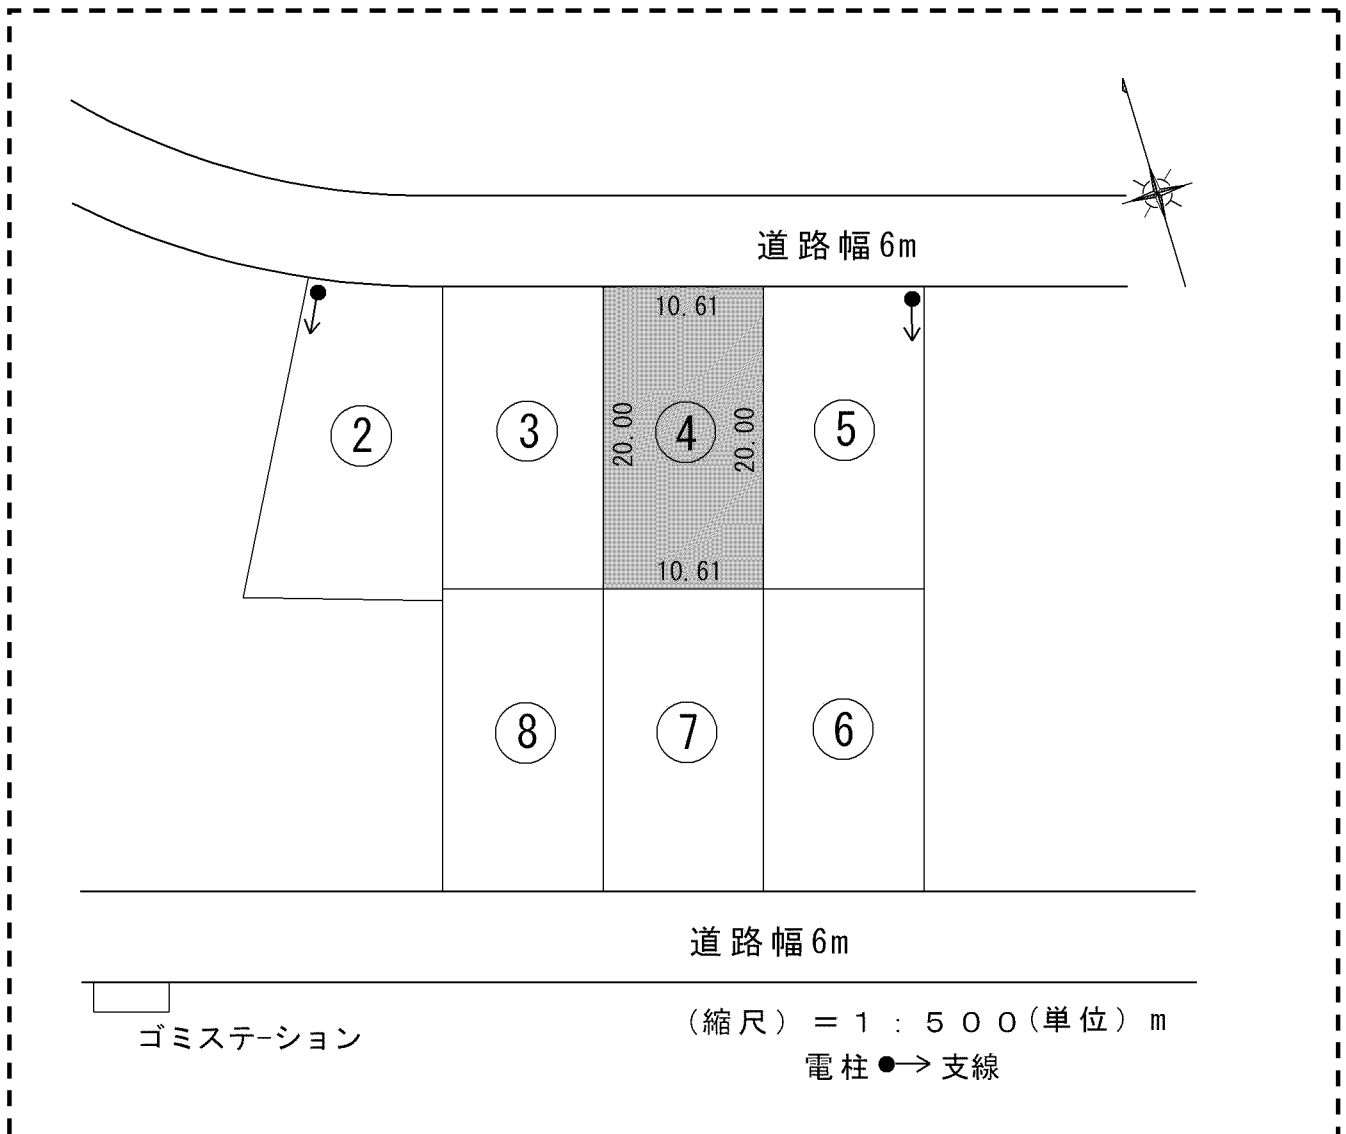 道路幅6m
10.61
20.00
20.00
10.61
②
③
④
⑤
⑧
⑦
⑥
道路幅6m
ゴミステーション
(縮尺)=1:500(単位)m
電柱●→支線